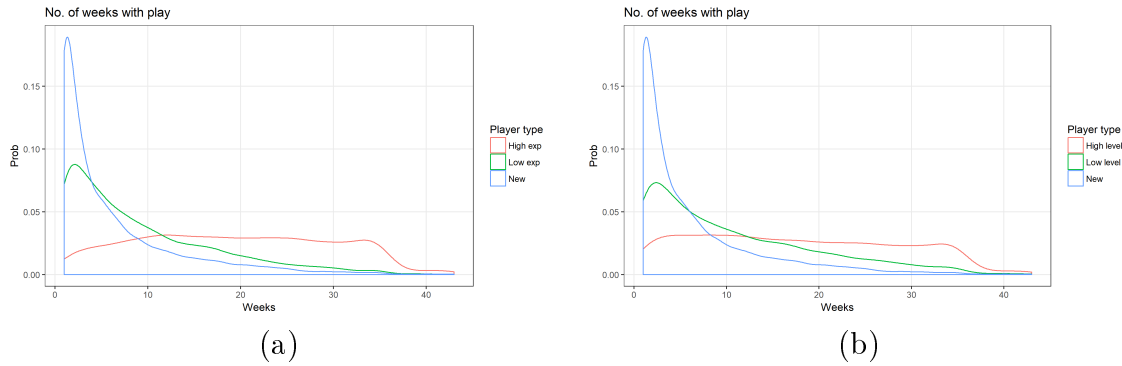 No. of weeks with play
0.15
0.10
0.05
0.00
Prob
0 10 20 30 40
Weeks
Player type
High exp
Low exp
New
(a)
No. of weeks with play
0.15
0.10
0.05
0.00
Prob
0 10 20 30 40
Weeks
Player type
High level
Low level
New
(b)